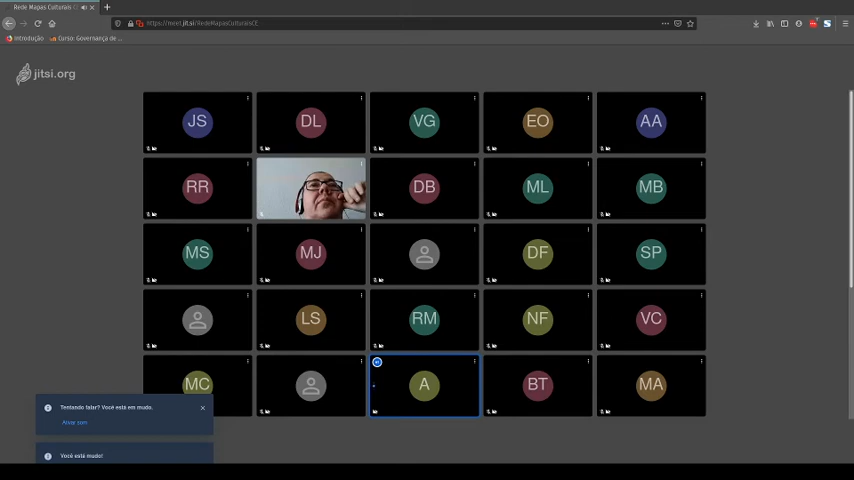 Rede Mapas Culturais C
https://meet.jit.si/RedeMapasCulturaisCE
Introdução
Curso: Governança de ...
jitsi.org
JS
DL
VG
EO
AA
RR
DB
ML
MB
MS
MJ
DF
SP
LS
RM
NF
VC
MC
A
BT
MA
Tentando falar? Você está em mudo.
Ativar som
Você está mudo!